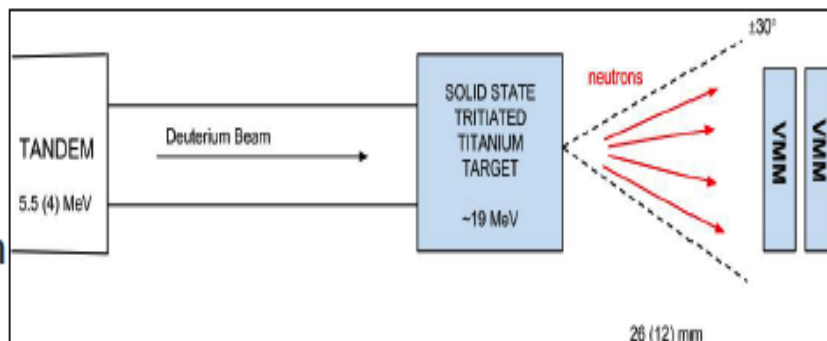 ±30°
neutrons
SOLID STATE
TRITIATED
TITANIUM
TARGET
~19 MeV
TANDEM
5.5 (4) MeV
Deuterium Beam
VMM
VMM
26 (12) mm